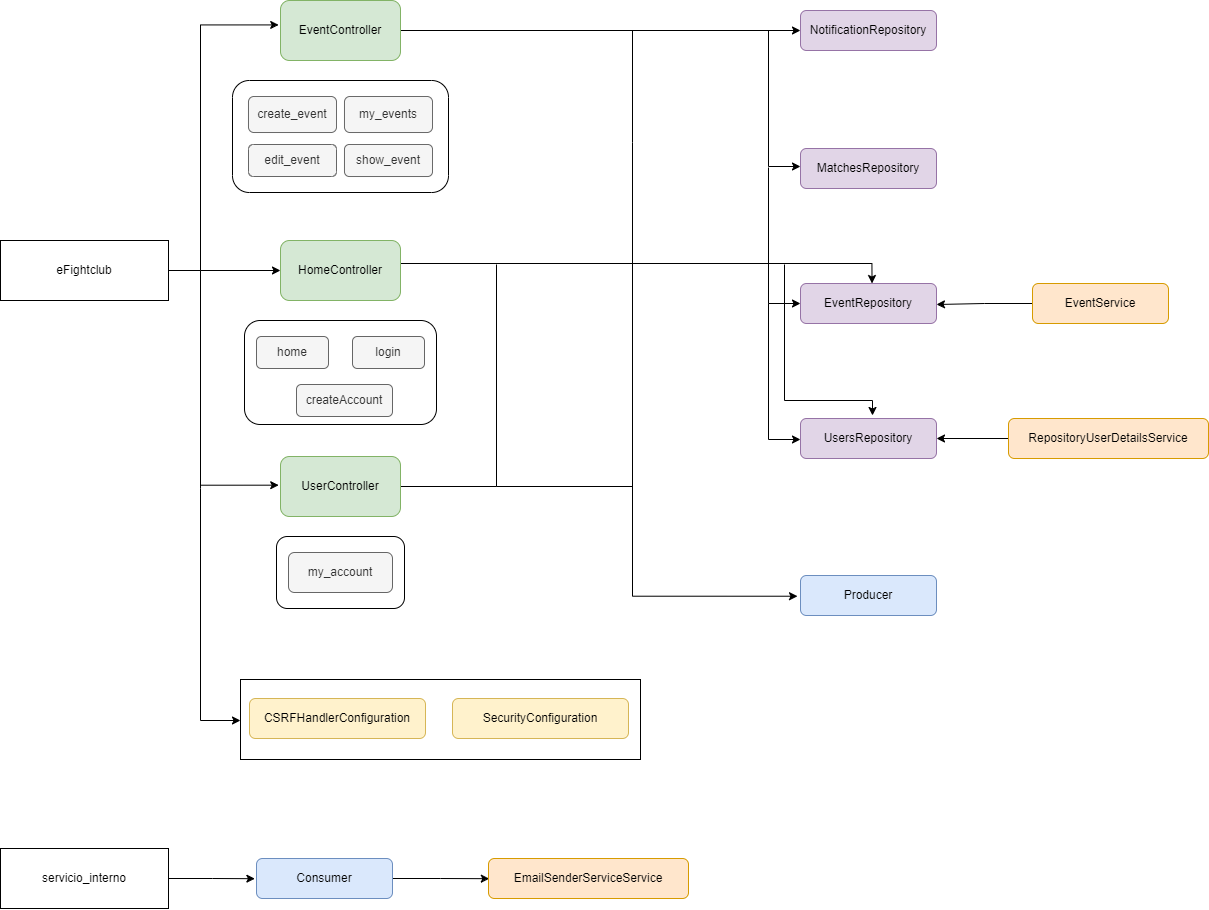 EventController
NotificationRepository
create_event
my_events
edit_event
show_event
MatchesRepository
eFightclub
HomeController
EventRepository
EventService
home
login
createAccount
UsersRepository
RepositoryUserDetailsService
UserController
my_account
Producer
CSRFHandlerConfiguration
SecurityConfiguration
servicio_interno
Consumer
EmailSenderServiceService